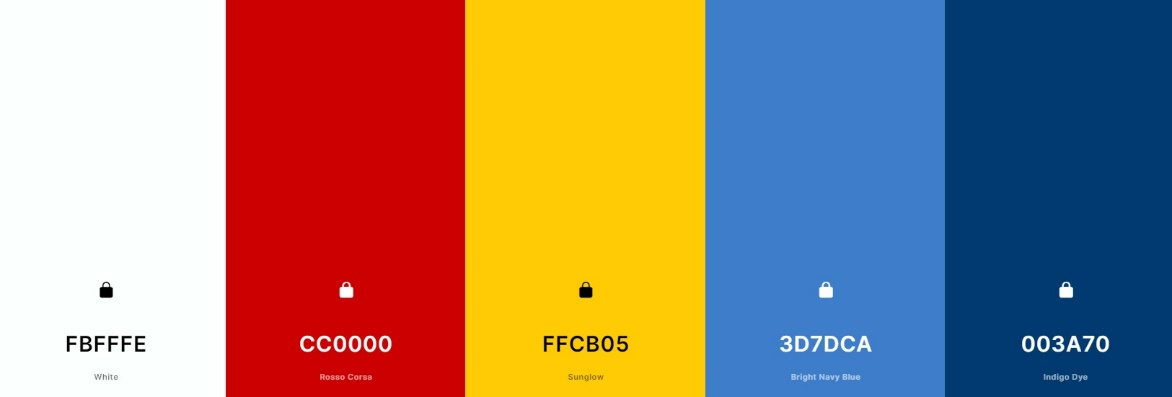 FBFFFE
White
CC0000
Rosso Corsa
FFCB05
Sunglow
3D7DCA
Bright Navy Blue
003A70
Indigo Dye